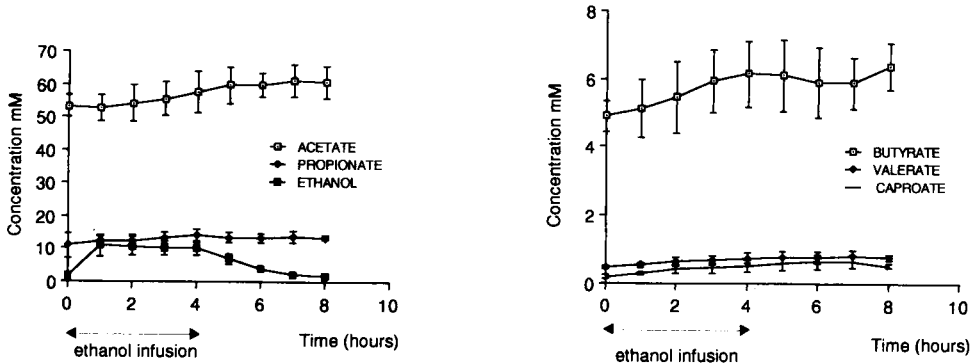 70
60
50
40
30
20
10
0
Concentration mM
ACETATE
PROPIONATE
ETHANOL
0 2 4 6 8 10
Time (hours)
ethanol infusion
8
6
4
2
0
Concentration mM
BUTYRATE
VALERATE
CAPROATE
0 2 4 6 8 10
Time (hours)
ethanol infusion